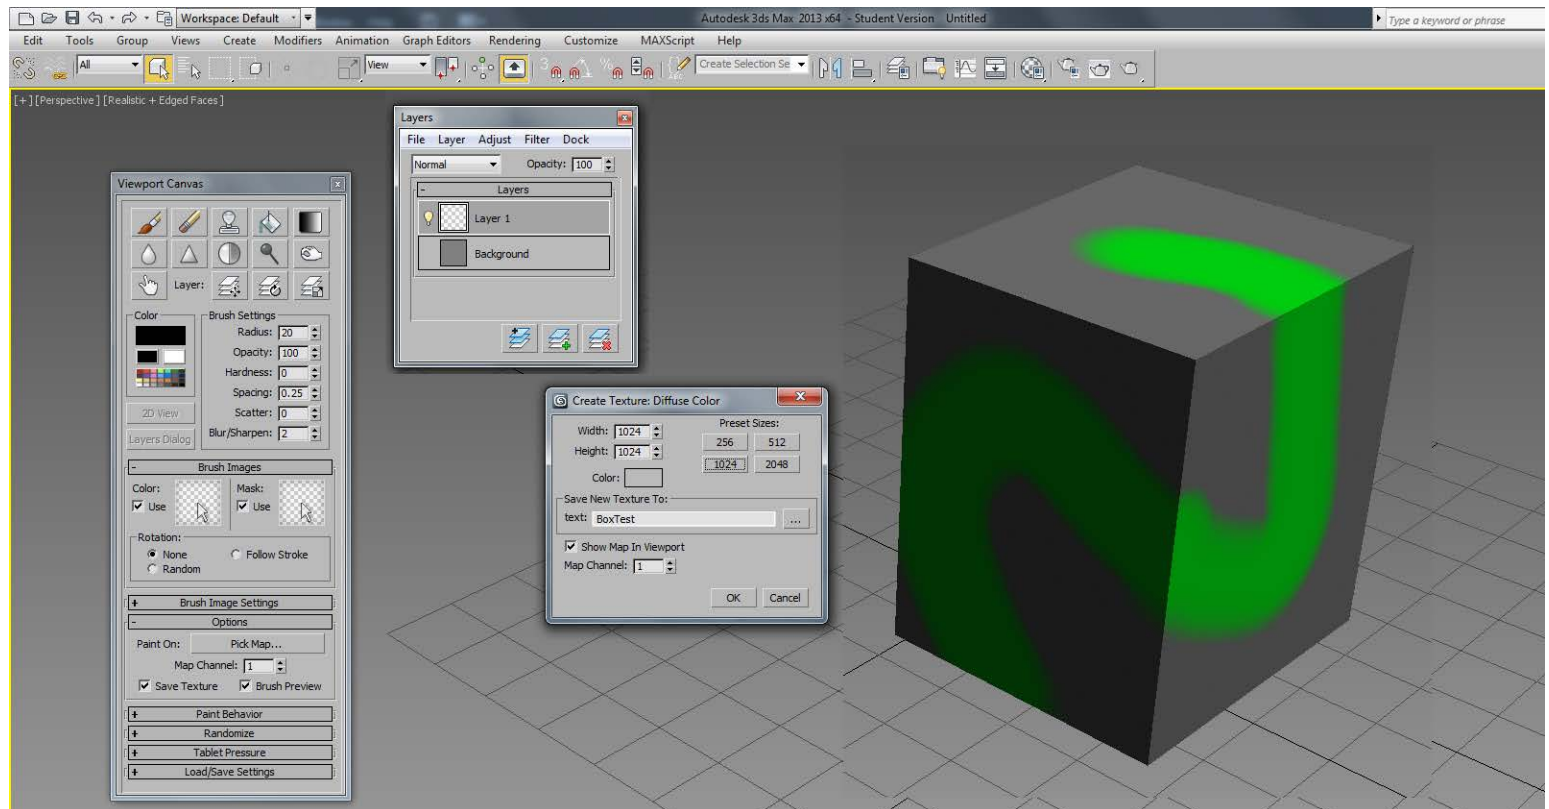 Workspace: Default
Autodesk 3ds Max 2013 x64 - Student Version Untitled
Type a keyword or phrase
Edit Tools Group Views Create Modifiers Animation Graph Editors Rendering Customize MAXScript Help
All
View
3
Create Selection Se
[+] [Perspective] [Realistic + Edged Faces]
Layers
File Layer Adjust Filter Dock
Normal Opacity: 100
- Layers
Layer 1
Background
Viewport Canvas
Layer:
Color
Brush Settings
Radius: 20
Opacity: 100
Hardness: 0
Spacing: 0.25
2D View
Scatter: 0
Layers Dialog
Blur/Sharpen: 2
- Brush Images
Color: Mask:
Use Use
Rotation:
None Follow Stroke
Random
+ Brush Image Settings
- Options
Paint On: Pick Map...
Map Channel: 1
Save Texture Brush Preview
+ Paint Behavior
+ Randomize
+ Tablet Pressure
+ Load/Save Settings
Create Texture: Diffuse Color
Width: 1024 Preset Sizes:
Height: 1024 256 512
1024 2048
Color:
Save New Texture To:
text: BoxTest ...
Show Map In Viewport
Map Channel: 1
OK Cancel